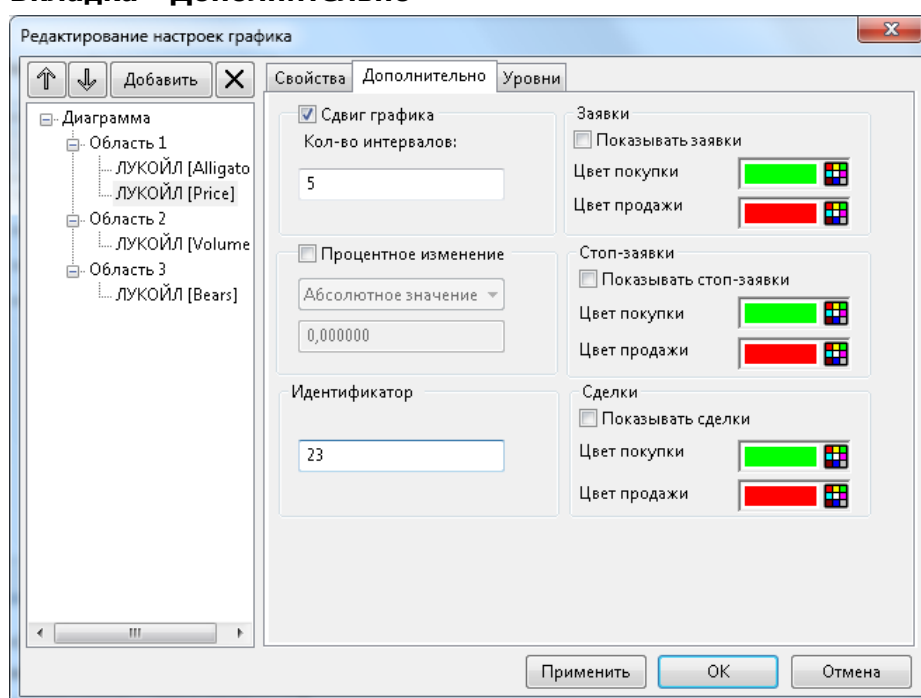 Вкладка «Дополнительно»
Редактирование настроек графика
Добавить
Диаграмма
Область 1
ЛУКОЙЛ [Alligato
ЛУКОЙЛ [Price]
Область 2
ЛУКОЙЛ [Volume
Область 3
ЛУКОЙЛ [Bears]
Свойства Дополнительно Уровни
Сдвиг графика
Кол-во интервалов:
5
Процентное изменение
Абсолютное значение
0,000000
Идентификатор
23
Заявки
Показывать заявки
Цвет покупки
Цвет продажи
Стоп-заявки
Показывать стоп-заявки
Цвет покупки
Цвет продажи
Сделки
Показывать сделки
Цвет покупки
Цвет продажи
Применить OK Отмена